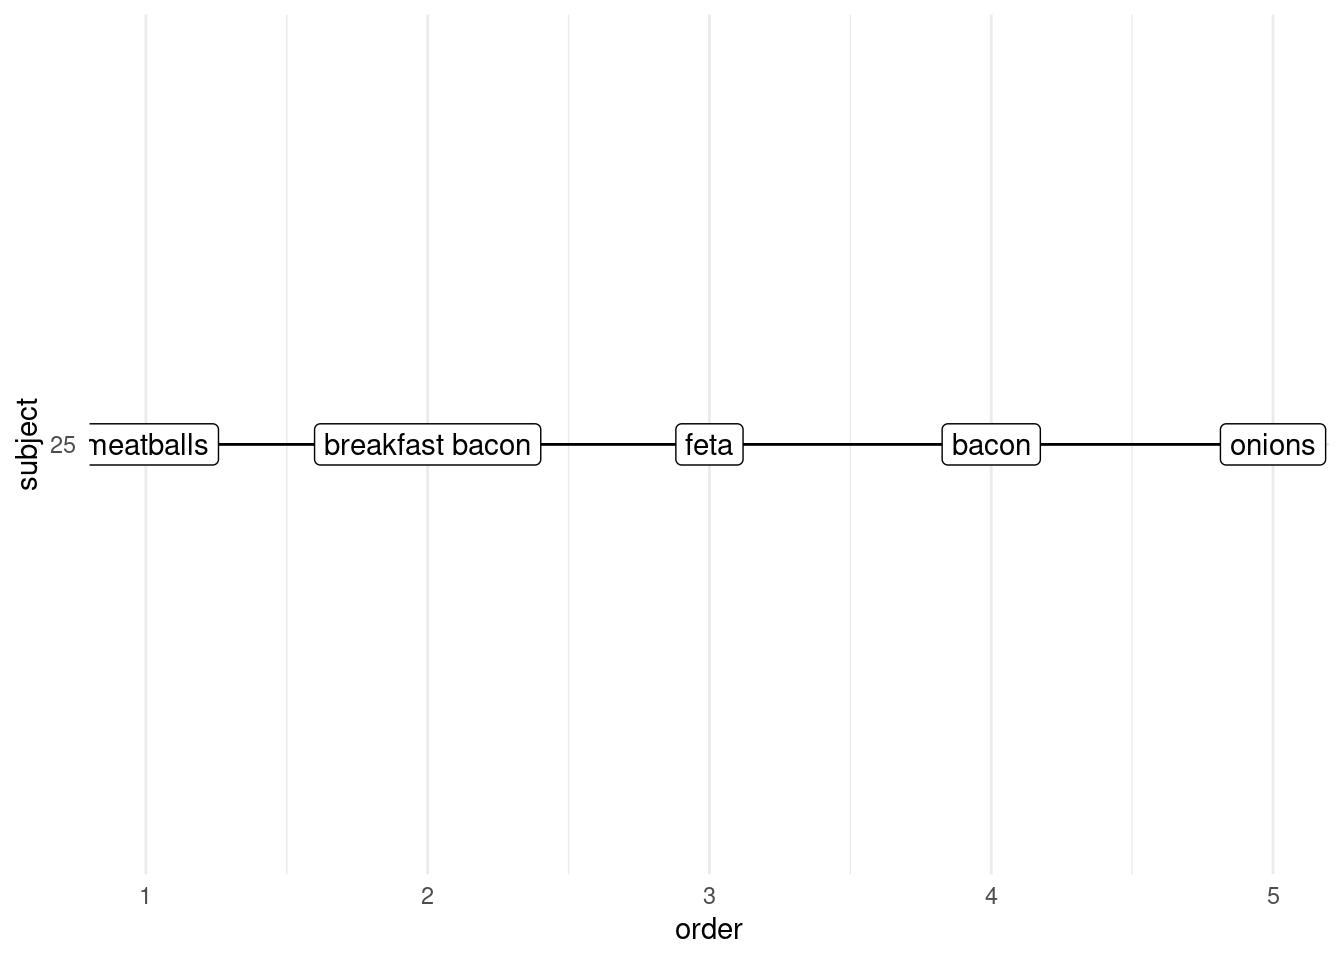 subject
25
meatballs
breakfast bacon
feta
bacon
onions
1
2
3
4
5
order